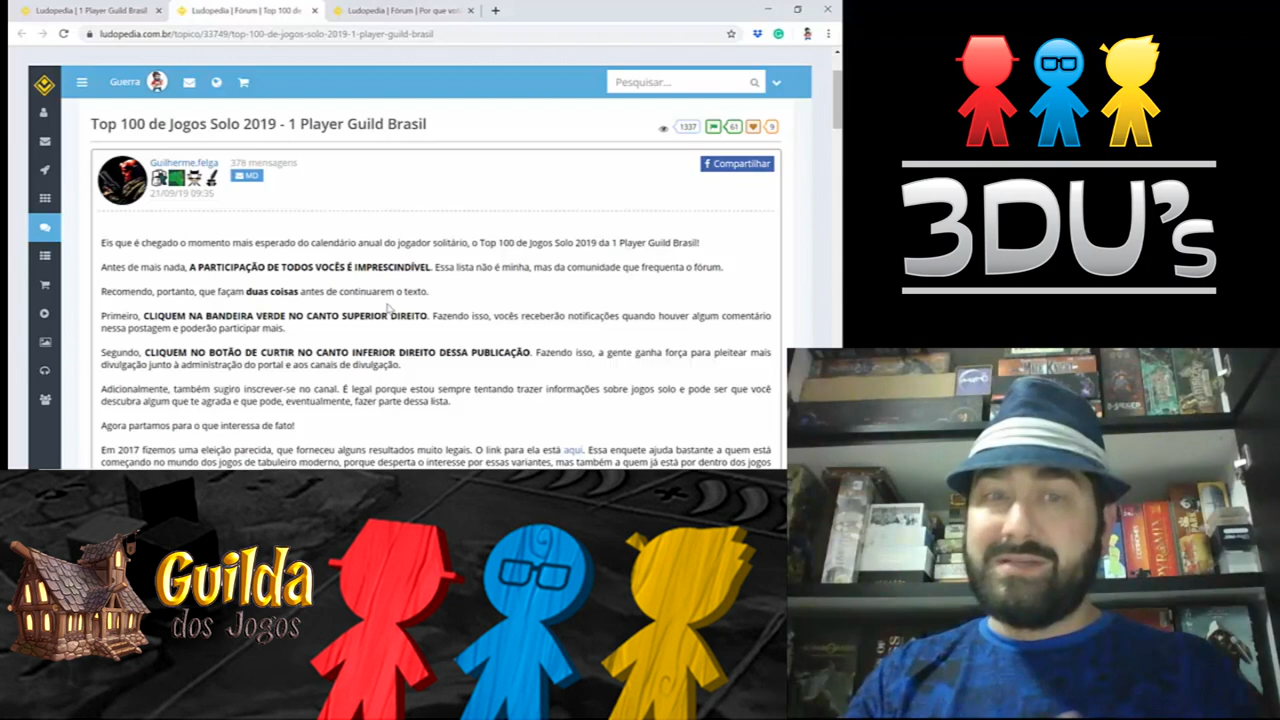 Ludopedia | 1 Player Guild Brasil
Ludopedia | Fórum | Top 100 de
Ludopedia | Fórum | Por que vo
ludopedia.com.br/topico/33749/top-100-de-jogos-solo-2019-1-player-guild-brasil
Guerra
Pesquisar...
Top 100 de Jogos Solo 2019 - 1 Player Guild Brasil
1337
61
9
Guilherme.felga
378 mensagens
MD
21/09/19 09:35
Compartilhar
Eis que é chegado o momento mais esperado do calendário anual do jogador solitário, o Top 100 de Jogos Solo 2019 da 1 Player Guild Brasil!
Antes de mais nada, A PARTICIPAÇÃO DE TODOS VOCÊS É IMPRESCINDÍVEL. Essa lista não é minha, mas da comunidade que frequenta o fórum.
Recomendo, portanto, que façam duas coisas antes de continuarem o texto.
Primeiro, CLIQUEM NA BANDEIRA VERDE NO CANTO SUPERIOR DIREITO. Fazendo isso, vocês receberão notificações quando houver algum comentário
nessa postagem e poderão participar mais.
Segundo, CLIQUEM NO BOTÃO DE CURTIR NO CANTO INFERIOR DIREITO DESSA PUBLICAÇÃO. Fazendo isso, a gente ganha força para pleitear mais
divulgação junto à administração do portal e aos canais de divulgação.
Adicionalmente, também sugiro inscrever-se no canal. É legal porque estou sempre tentando trazer informações sobre jogos solo e pode ser que você
descubra algum que te agrada e que pode, eventualmente, fazer parte dessa lista.
Agora partamos para o que interessa de fato!
Em 2017 fizemos uma eleição parecida, que forneceu alguns resultados muito legais. O link para ela está aqui. Essa enquete ajuda bastante a quem está
começando no mundo dos jogos de tabuleiro moderno, porque desperta o interesse por essas variantes, mas também a quem já está por dentro dos jogos
3DU's
Guilda
dos Jogos